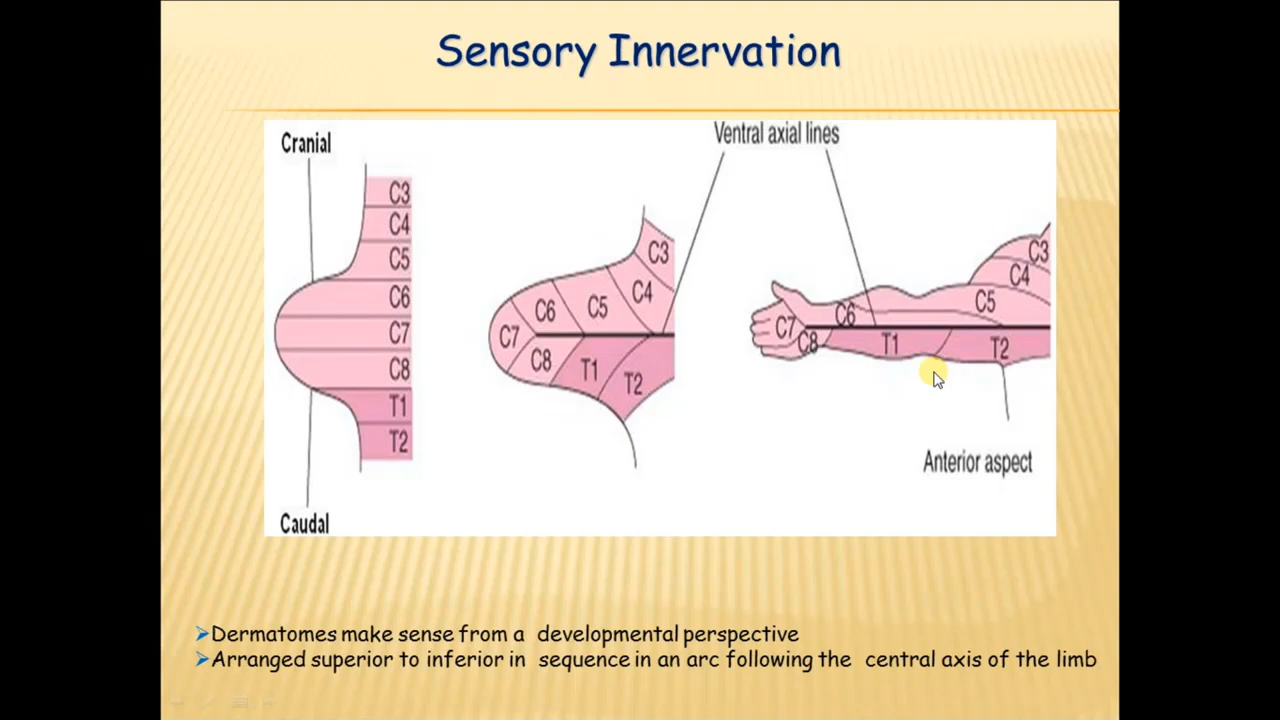 Sensory Innervation
Cranial
C3
C4
C5
C6
C7
C8
T1
T2
Caudal
Ventral axial lines
C3
C4
C5
C6
C7
C8
T1
T2
C3
C4
C5
C6
C7
C8
T1
T2
Anterior aspect
Dermatomes make sense from a developmental perspective
Arranged superior to inferior in sequence in an arc following the central axis of the limb